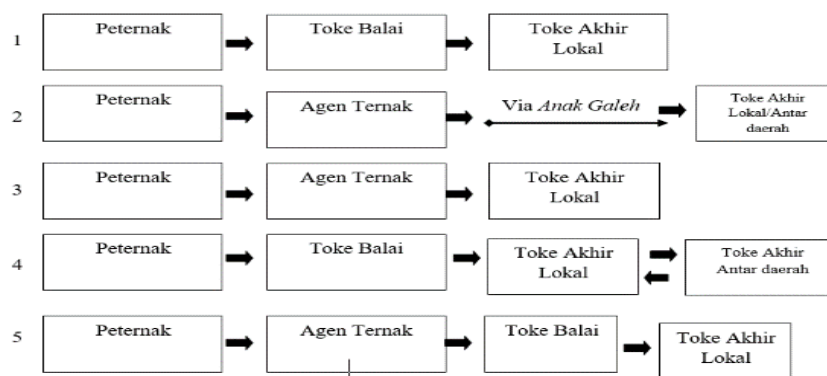 1 Peternak Toke Balai Toke Akhir
Lokal
2 Peternak Agen Ternak Via Anak Galeh Toke Akhir
Lokal/Antar
daerah
3 Peternak Agen Ternak Toke Akhir
Lokal
4 Peternak Toke Balai Toke Akhir
Lokal
Toke Akhir
Antar daerah
5 Peternak Agen Ternak Toke Balai Toke Akhir
Lokal